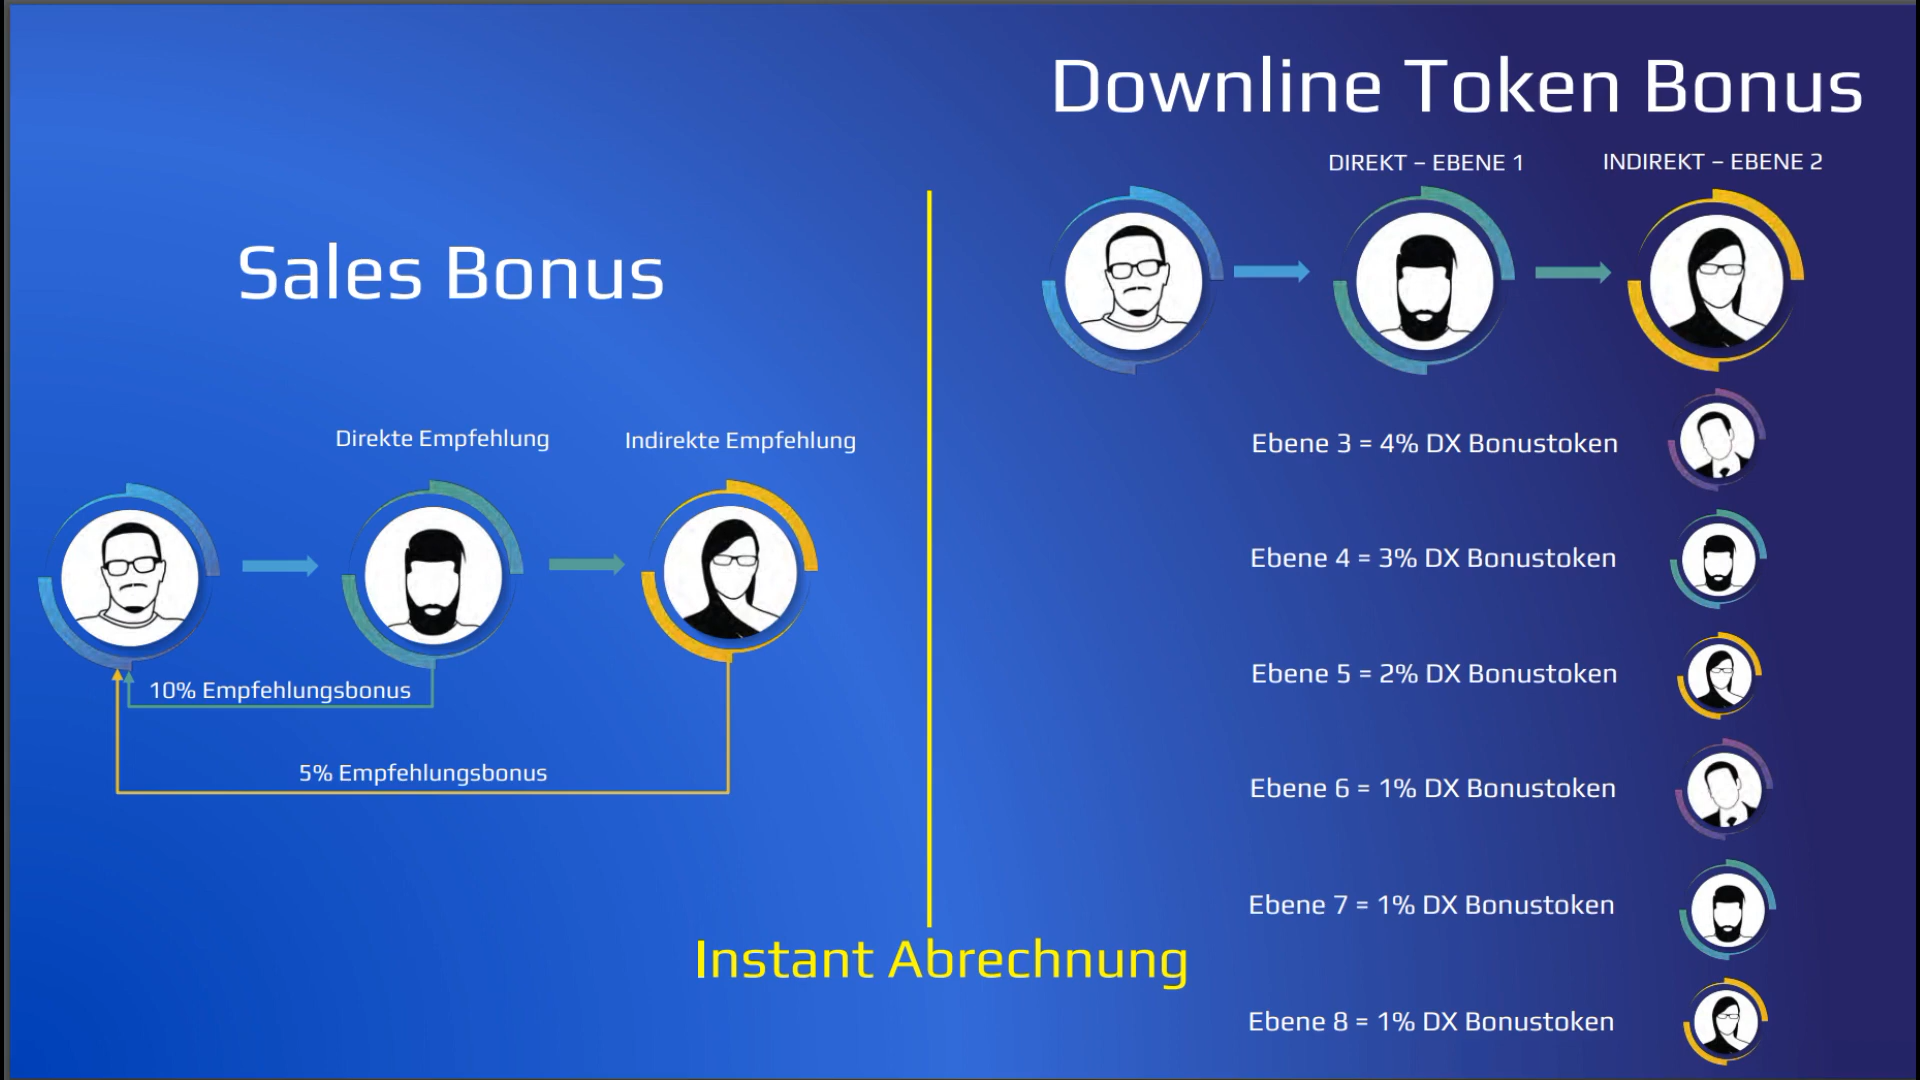 Sales Bonus
Direkte Empfehlung
Indirekte Empfehlung
10% Empfehlungsbonus
5% Empfehlungsbonus
Downline Token Bonus
DIREKT – EBENE 1
INDIREKT – EBENE 2
Ebene 3 = 4% DX Bonustoken
Ebene 4 = 3% DX Bonustoken
Ebene 5 = 2% DX Bonustoken
Ebene 6 = 1% DX Bonustoken
Ebene 7 = 1% DX Bonustoken
Ebene 8 = 1% DX Bonustoken
Instant Abrechnung